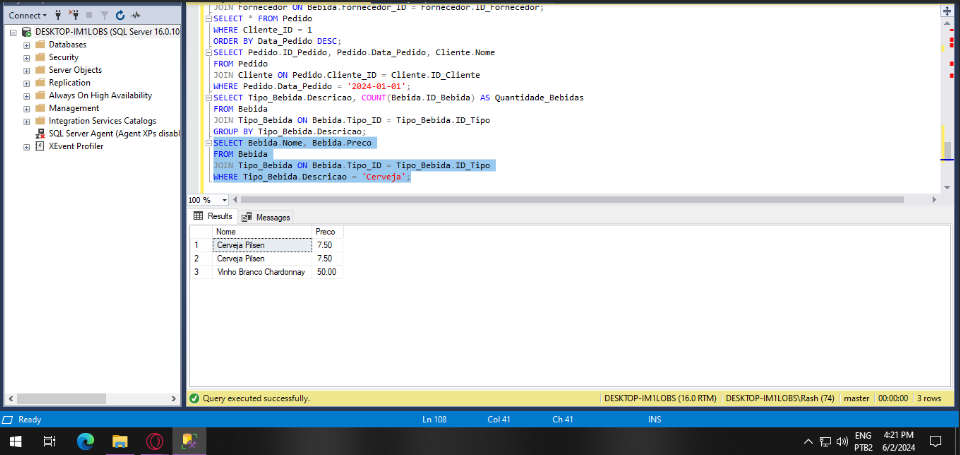 Connect
DESKTOP-IM1LOBS (SQL Server 16.0.10
Databases
Security
Server Objects
Replication
Always On High Availability
Management
Integration Services Catalogs
SQL Server Agent (Agent XPs disabl
XEvent Profiler
JOIN Fornecedor ON Bebida.Fornecedor_ID = Fornecedor.ID_Fornecedor;
SELECT * FROM Pedido
WHERE Cliente_ID = 1
ORDER BY Data_Pedido DESC;
SELECT Pedido.ID_Pedido, Pedido.Data_Pedido, Cliente.Nome
FROM Pedido
JOIN Cliente ON Pedido.Cliente_ID = Cliente.ID_Cliente
WHERE Pedido.Data_Pedido = '2024-01-01';
SELECT Tipo_Bebida.Descricao, COUNT(Bebida.ID_Bebida) AS Quantidade_Bebidas
FROM Bebida
JOIN Tipo_Bebida ON Bebida.Tipo_ID = Tipo_Bebida.ID_Tipo
GROUP BY Tipo_Bebida.Descricao;
SELECT Bebida.Nome, Bebida.Preco
FROM Bebida
JOIN Tipo_Bebida ON Bebida.Tipo_ID = Tipo_Bebida.ID_Tipo
WHERE Tipo_Bebida.Descricao = 'Cerveja';
100 %
Results Messages
Nome Preco
1 Cerveja Pilsen 7.50
2 Cerveja Pilsen 7.50
3 Vinho Branco Chardonnay 50.00
Query executed successfully. DESKTOP-IM1LOBS (16.0 RTM) DESKTOP-IM1LOBS\Rash (74) master 00:00:00 3 rows
Ready Ln 108 Col 41 Ch 41 INS
ENG 4:21 PM
PTB2 6/2/2024